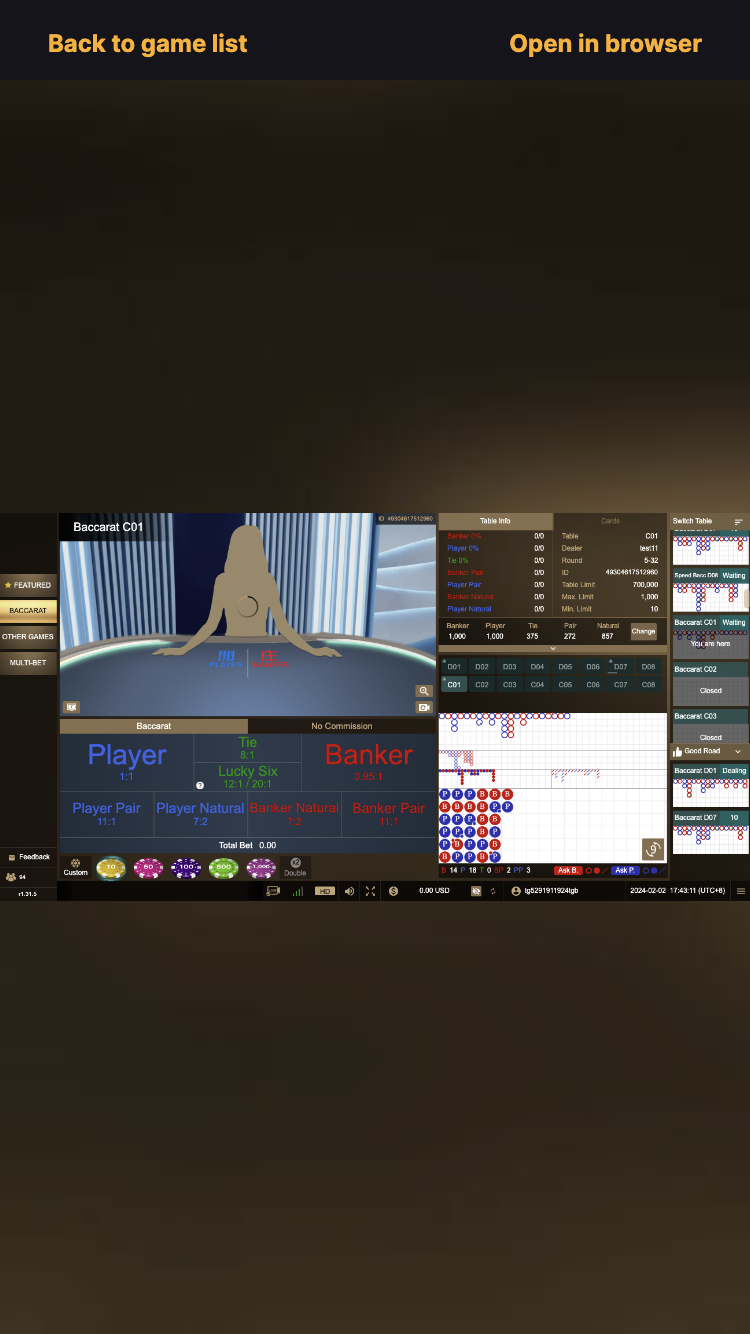 Back to game list
Open in browser
Baccarat C01
ID 49304617512960
FEATURED
BACCARAT
OTHER GAMES
MULTI-BET
Feedback
94
r1.31.5
閒
PLAYER
莊
Baccarat
No Commission
Player
1:1
Tie
8:1
Lucky Six
12:1 / 20:1
Banker
0.95:1
Player Pair
11:1
Player Natural
7:2
Banker Natural
7:2
Banker Pair
11:1
Total Bet 0.00
Custom
10
50
100
500
1,000
x2
Double
Table Info
Cards
Banker 0% 0/0
Player 0% 0/0
Tie 0% 0/0
Banker Pair 0/0
Player Pair 0/0
Banker Natural 0/0
Player Natural 0/0
Table C01
Dealer test11
Round 5-32
ID 49304617512960
Table Limit 700,000
Max. Limit 1,000
Min. Limit 10
Banker Player Tie Pair Natural
1,000 1,000 375 272 857
Change
D01 D02 D03 D04 D05 D06 D07 D08
C01 C02 C03 C04 C05 C06 C07 C08
P P P B B B
B B B B P P
P P P P B
P P P B B
P B P P B
B P B B P
9
B 14 P 18 T 0 BP 2 PP 3
Ask B.
Ask P.
Switch Table
Speed Bacc D08 Waiting
Baccarat C01 Waiting
You are here
Baccarat C02
Closed
Baccarat C03
Closed
Good Road
Baccarat D01 Dealing
Baccarat D07 10
HD
0.00 USD
tg5291911924tgb
2024-02-02 17:43:11 (UTC+8)